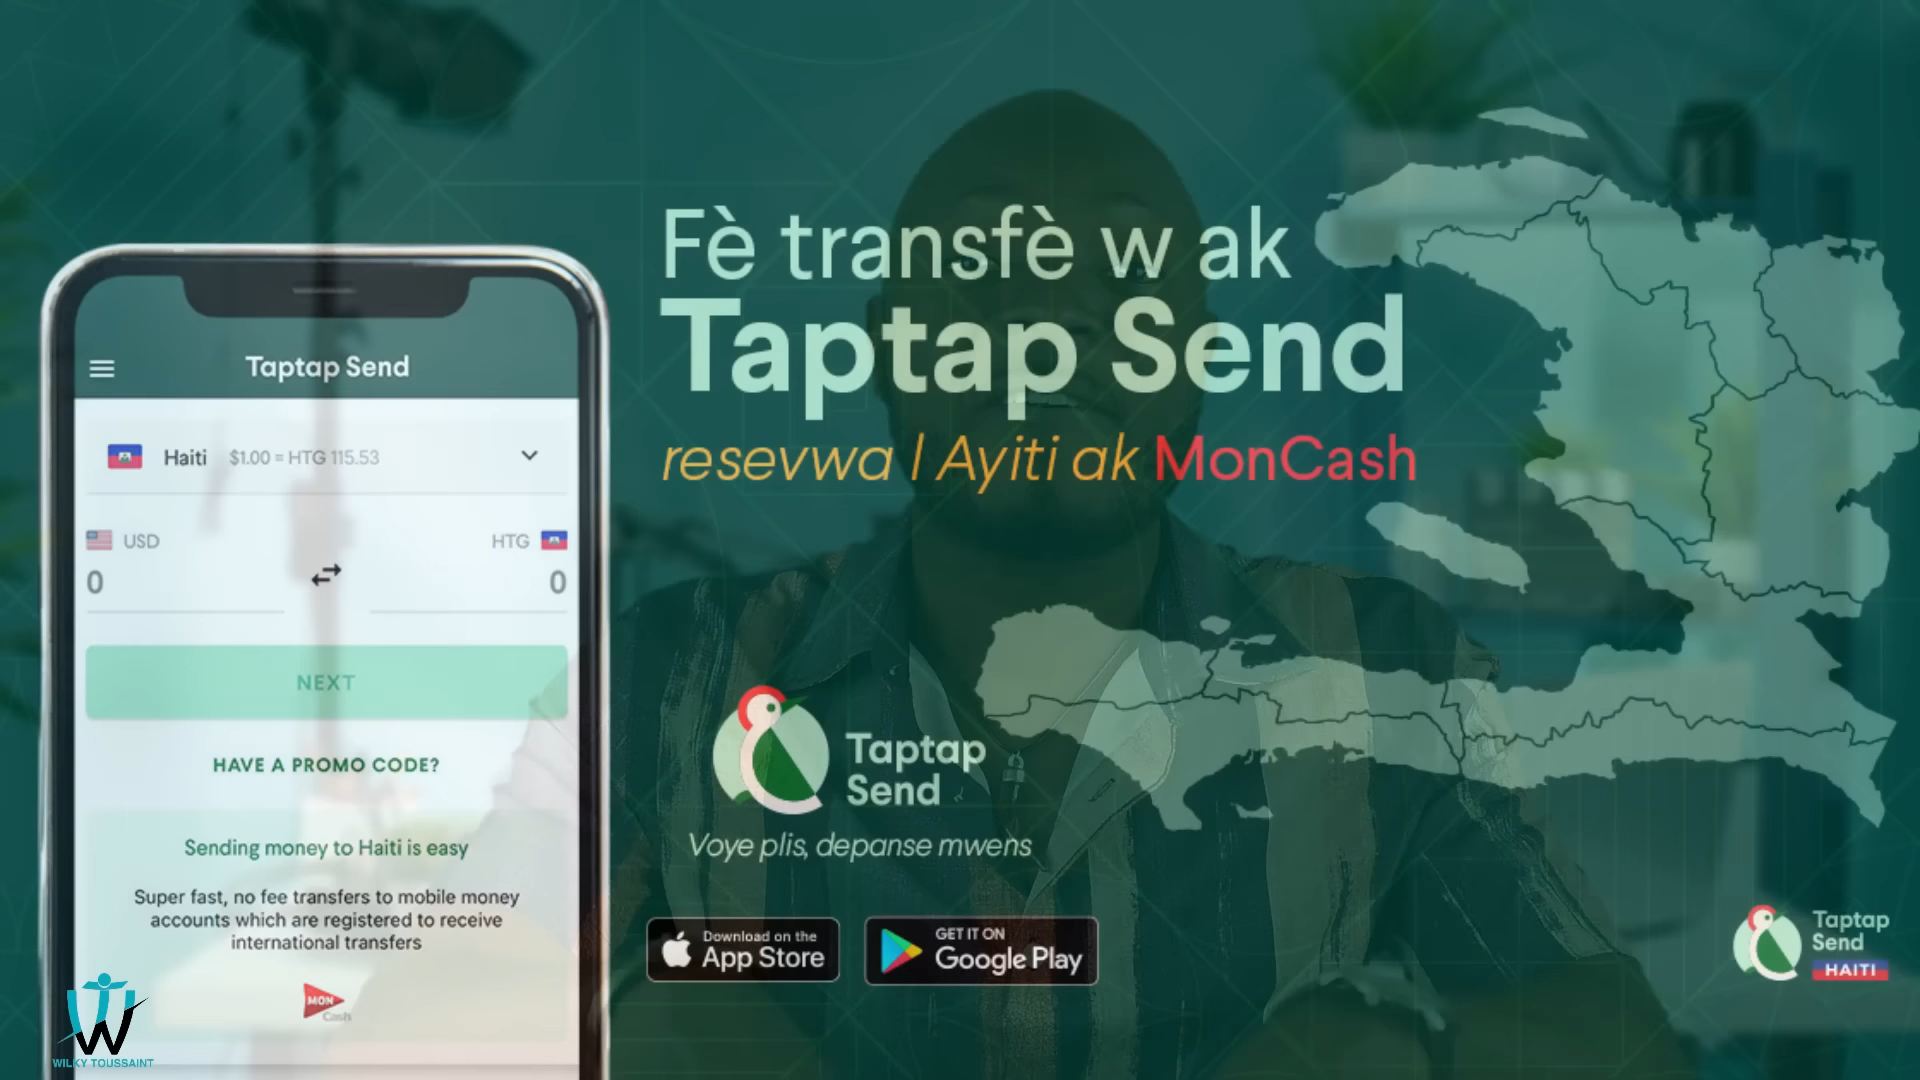 Fè transfè w ak
Taptap Send
resevwa l Ayiti ak MonCash
Taptap Send
Haiti $1.00 = HTG 115.53
USD HTG
0 0
NEXT
HAVE A PROMO CODE?
Sending money to Haiti is easy
Super fast, no fee transfers to mobile money
accounts which are registered to receive
international transfers
MON
Cash
WILKY TOUSSAINT
Taptap
Send
Voye plis, depanse mwens
Download on the
App Store
GET IT ON
Google Play
Taptap
Send
HAITI